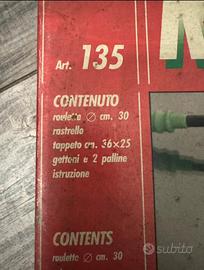 Art. 135
CONTENUTO
roulette ∅ cm. 30
rastrello
tappeto cm. 36×25
gettoni e 2 palline
istruzione
CONTENTS
roulette ∅ cm. 30
subito